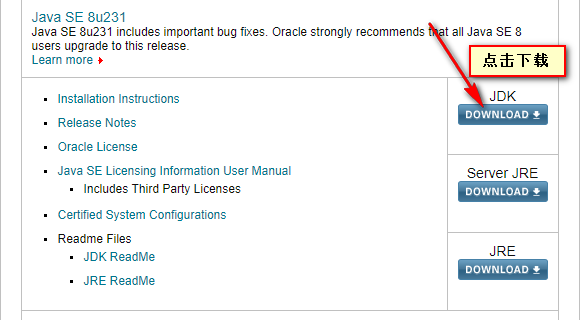 Java SE 8u231
Java SE 8u231 includes important bug fixes. Oracle strongly recommends that all Java SE 8
users upgrade to this release.
Learn more
点击下载
Installation Instructions
Release Notes
Oracle License
Java SE Licensing Information User Manual
Includes Third Party Licenses
Certified System Configurations
Readme Files
JDK ReadMe
JRE ReadMe
JDK
DOWNLOAD
Server JRE
DOWNLOAD
JRE
DOWNLOAD